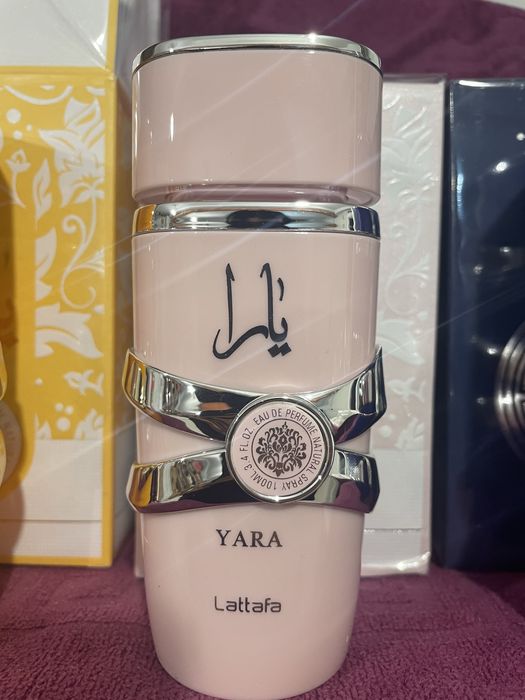 يارا
EAU DE PERFUME NATURAL SPRAY 100ML 3.4 FL.OZ.
YARA
Lattafa